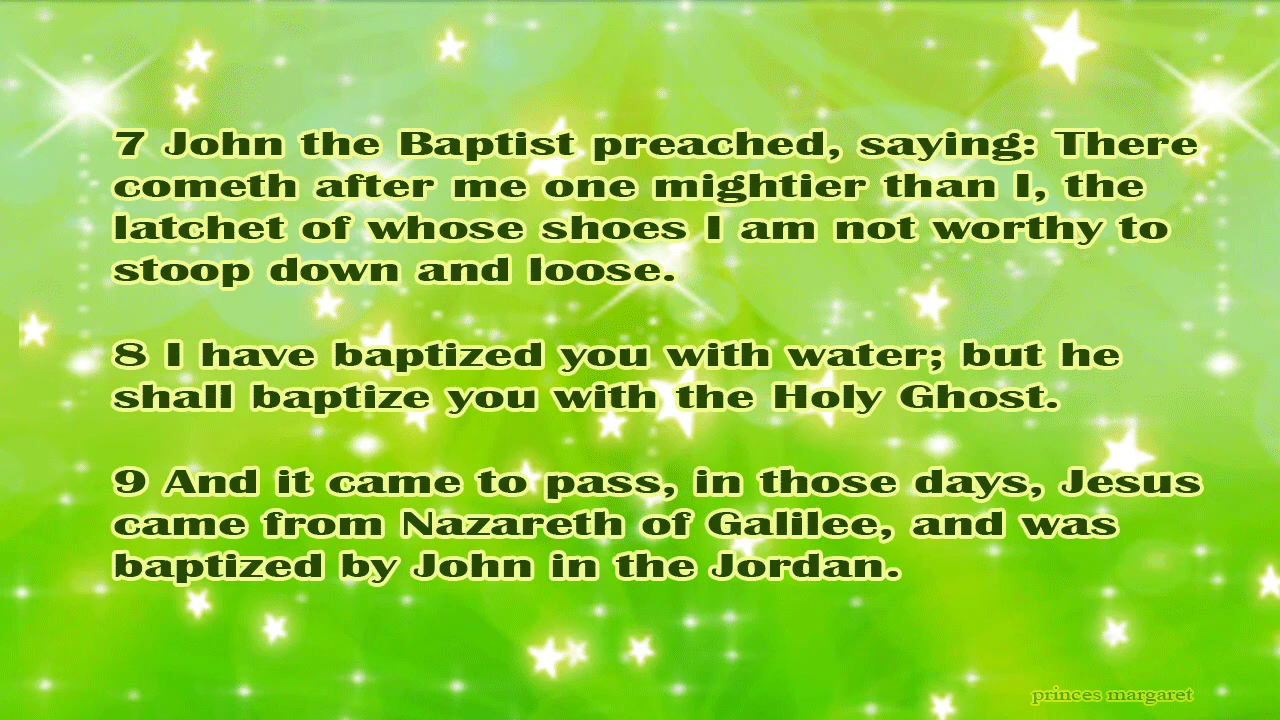 7 John the Baptist preached, saying: There
cometh after me one mightier than I, the
latchet of whose shoes I am not worthy to
stoop down and loose.
8 I have baptized you with water; but he
shall baptize you with the Holy Ghost.
9 And it came to pass, in those days, Jesus
came from Nazareth of Galilee, and was
baptized by John in the Jordan.
princes margaret